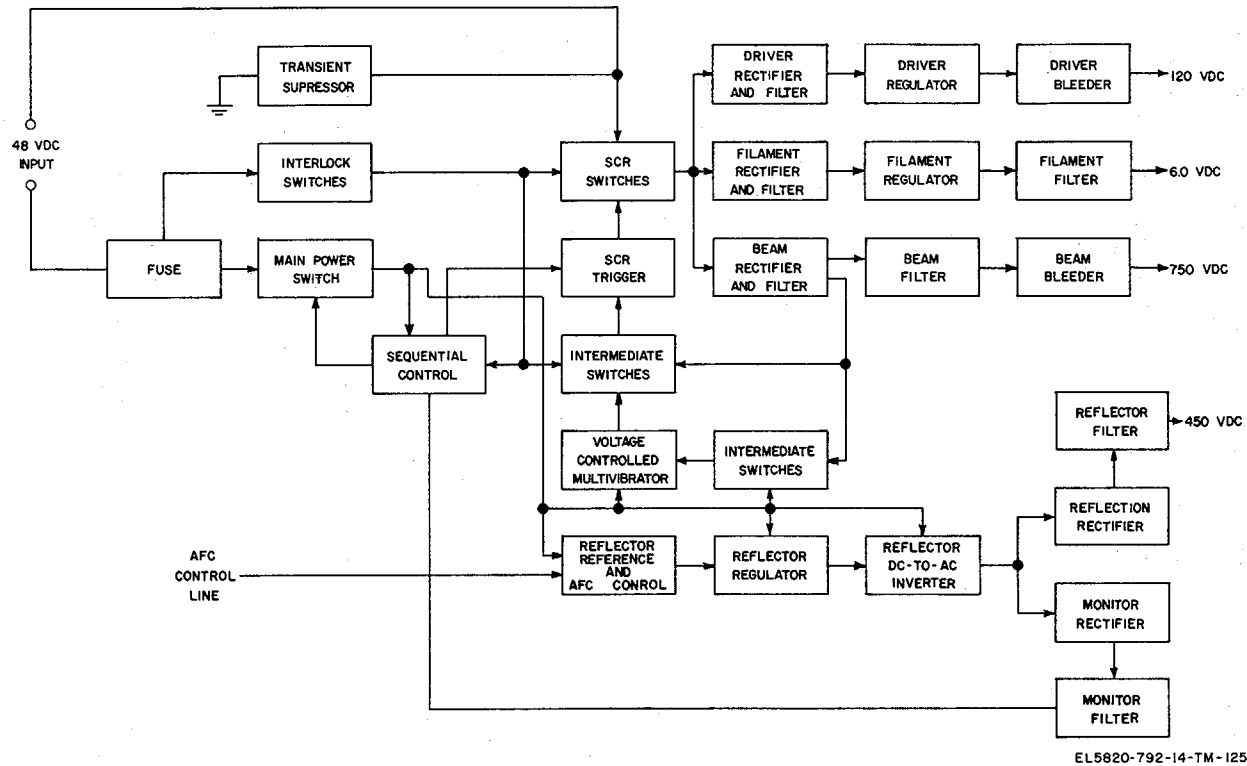 TRANSIENT
SUPRESSOR
DRIVER
RECTIFIER
AND FILTER
DRIVER
REGULATOR
DRIVER
BLEEDER
120 VDC
48 VDC
INPUT
INTERLOCK
SWITCHES
SCR
SWITCHES
FILAMENT
RECTIFIER
AND FILTER
FILAMENT
REGULATOR
FILAMENT
FILTER
6.0 VDC
FUSE
MAIN POWER
SWITCH
SCR
TRIGGER
BEAM
RECTIFIER
AND FILTER
BEAM
FILTER
BEAM
BLEEDER
750 VDC
SEQUENTIAL
CONTROL
INTERMEDIATE
SWITCHES
REFLECTOR
FILTER
450 VDC
VOLTAGE
CONTROLLED
MULTIVIBRATOR
INTERMEDIATE
SWITCHES
REFLECTION
RECTIFIER
AFC
CONTROL
LINE
REFLECTOR
REFERENCE
AND
AFC CONROL
REFLECTOR
REGULATOR
REFLECTOR
DC-TO-AC
INVERTER
MONITOR
RECTIFIER
MONITOR
FILTER
EL5820-792-14-TM-125